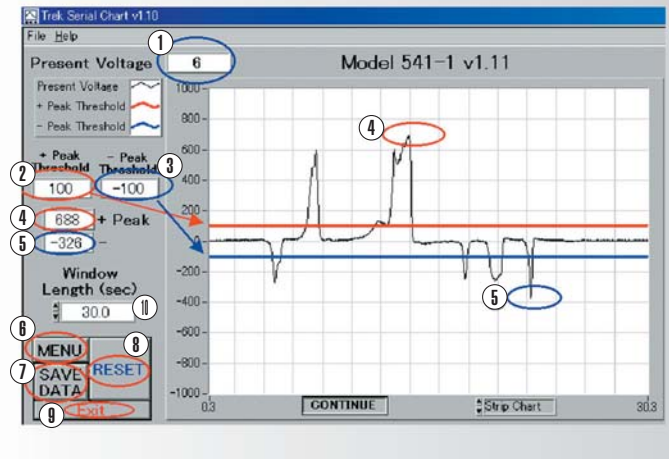 Trek Serial Chart v1.10
File Help
①
Present Voltage 6 Model 541-1 v1.11
Present Voltage
+ Peak Threshold
- Peak Threshold
1000
800
600
400
200
0
-200
-400
-600
-800
-1000
④
+ Peak Threshold
- Peak Threshold
③
② 100 -100
④ 688 + Peak
⑤ -326 -
Window
Length (sec)
30.0 ⑩
⑤
⑥ ⑧
MENU
⑦ SAVE DATA
RESET
⑨ Exit
0.3 CONTINUE Strip Chart 30.3